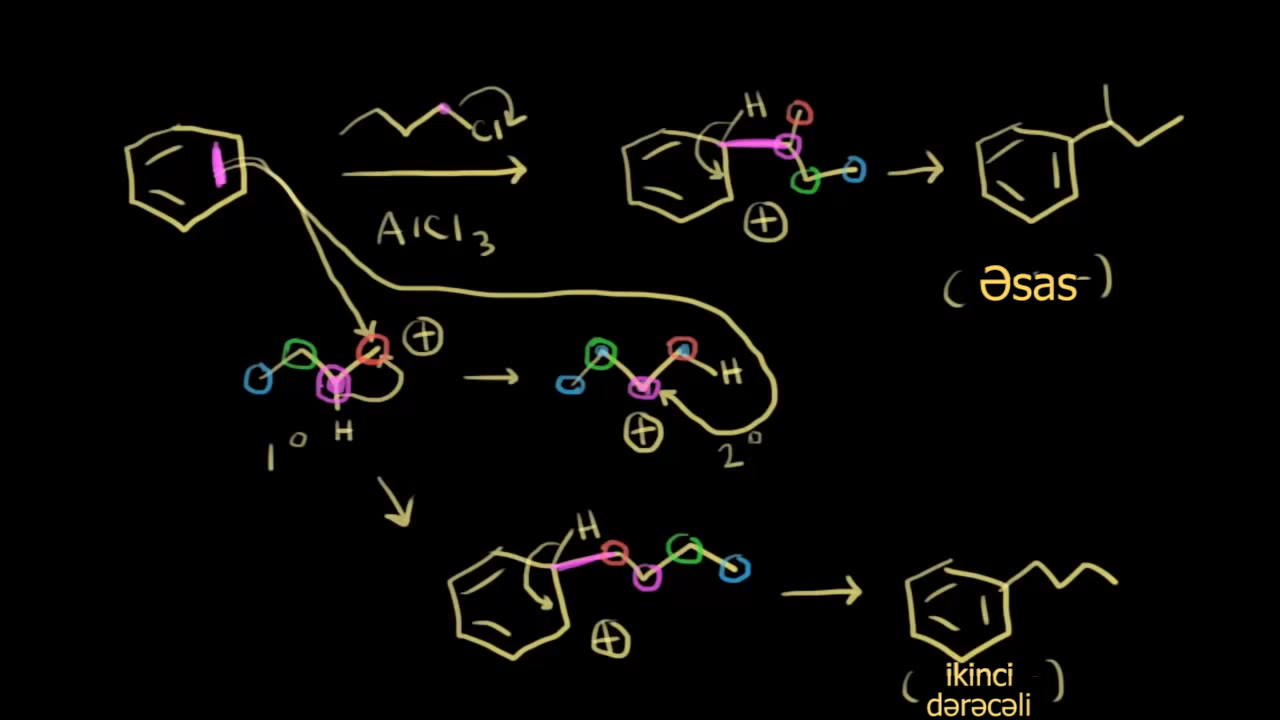 Cl
H
AlCl3
+
(Əsas)
+
H
H
1°
+
2°
H
+
(ikinci
dərəcəli)